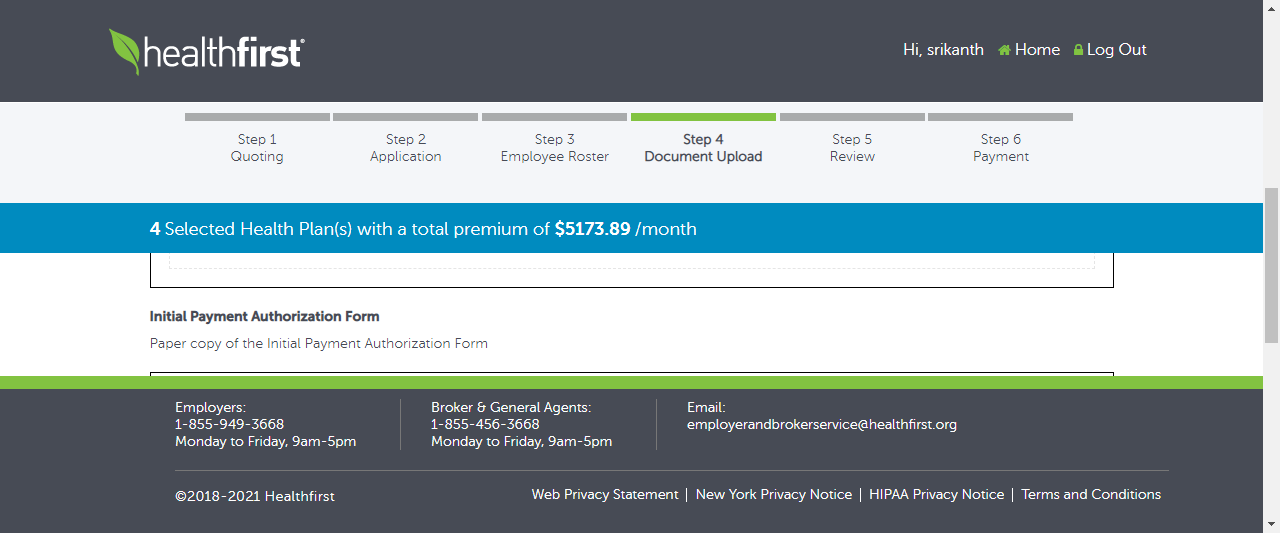 healthfirst®
Hi, srikanth Home Log Out
Step 1
Quoting
Step 2
Application
Step 3
Employee Roster
Step 4
Document Upload
Step 5
Review
Step 6
Payment
4 Selected Health Plan(s) with a total premium of $5173.89 /month
Initial Payment Authorization Form
Paper copy of the Initial Payment Authorization Form
Employers:
1-855-949-3668
Monday to Friday, 9am-5pm
Broker & General Agents:
1-855-456-3668
Monday to Friday, 9am-5pm
Email:
employerandbrokerservice@healthfirst.org
©2018-2021 Healthfirst
Web Privacy Statement | New York Privacy Notice | HIPAA Privacy Notice | Terms and Conditions